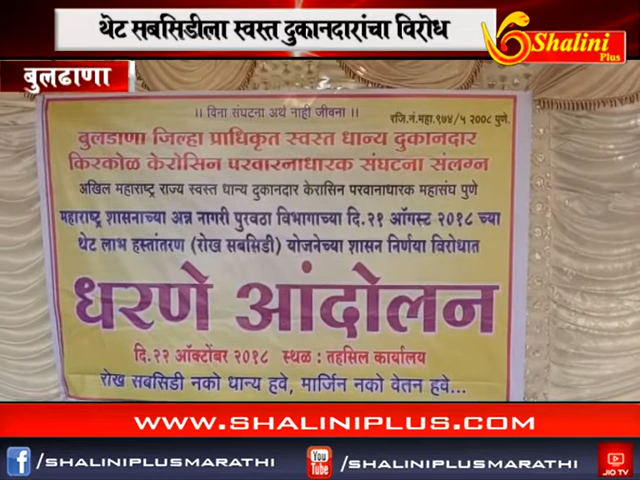 थेट सबसिडीला स्वस्त दुकानदारांचा विरोध
Shalini
Plus
बुलढाणा
।। विना संघटना अर्थ नाही जीवना ।।
रजि.नं.महा.९७४/५ २००८ पुणे.
बुलडाणा जिल्हा प्राधिकृत स्वस्त धान्य दुकानदार
किरकोळ केरोसिन परवारनाधारक संघटना संलग्न
अखिल महाराष्ट्र राज्य स्वस्त धान्य दुकानदार केरासिन परवानाधारक महासंघ पुणे
महाराष्ट्र शासनाच्या अन्न नागरी पुरवठा विभागाच्या दि.२१ ऑगस्ट २०१८ च्या
थेट लाभ हस्तांतरण (रोख सबसिडी) योजनेच्या शासन निर्णया विरोधात
धरणे आंदोलन
दि.२२ ऑक्टोंबर २०१८ स्थळ : तहसिल कार्यालय
रोख सबसिडी नको धान्य हवे, मार्जिन नको वेतन हवे...
WWW.SHALINIPLUS.COM
f /SHALINIPLUSMARATHI
You Tube /SHALINIPLUSMARATHI
JIO TV